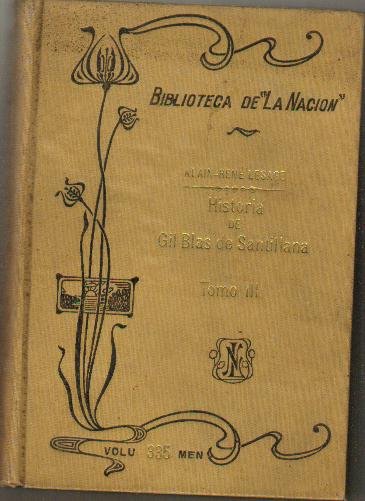 BIBLIOTECA DE "LA NACION"
ALAIN-RENÉ LESAGE
Historia
DE
Gil Blas de Santillana
Tomo III
N
VOLU 335 MEN